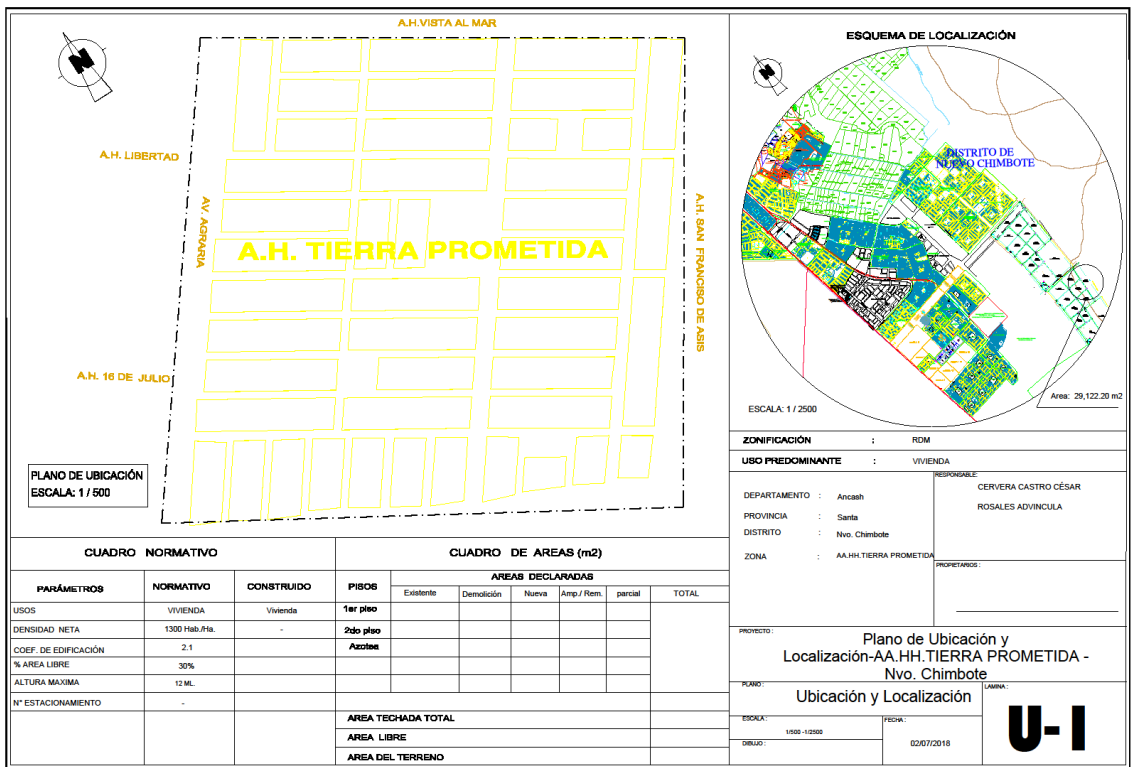 A.H.VISTA AL MAR
N
A.H. LIBERTAD
AV. AGRARIA
A.H. TIERRA PROMETIDA
A.H. SAN FRANCISO DE ASIS
A.H. 16 DE JULIO
PLANO DE UBICACIÓN
ESCALA: 1 / 500
ESQUEMA DE LOCALIZACIÓN
N
DISTRITO DE
NUEVO CHIMBOTE
ESCALA: 1 / 2500
Area: 29,122.20 m2
ZONIFICACIÓN : RDM
USO PREDOMINANTE : VIVIENDA
DEPARTAMENTO : Ancash
PROVINCIA : Santa
DISTRITO : Nvo. Chimbote
ZONA : AA.HH.TIERRA PROMETIDA
RESPONSABLE:
CERVERA CASTRO CÉSAR
ROSALES ADVINCULA
PROPIETARIOS :
CUADRO NORMATIVO
PARÁMETROS NORMATIVO CONSTRUIDO
USOS VIVIENDA Vivienda
DENSIDAD NETA 1300 Hab./Ha. -
COEF. DE EDIFICACIÓN 2.1
% AREA LIBRE 30%
ALTURA MAXIMA 12 ML.
N° ESTACIONAMIENTO -
CUADRO DE AREAS (m2)
PISOS AREAS DECLARADAS
Existente Demolición Nueva Amp./ Rem. parcial TOTAL
1er piso
2do piso
Azotea
AREA TECHADA TOTAL
AREA LIBRE
AREA DEL TERRENO
PROYECTO :
Plano de Ubicación y
Localización-AA.HH.TIERRA PROMETIDA -
Nvo. Chimbote
PLANO :
Ubicación y Localización
LAMINA :
U- I
ESCALA :
1/500 -1/2500
FECHA :
02/07/2018
DIBUJO :